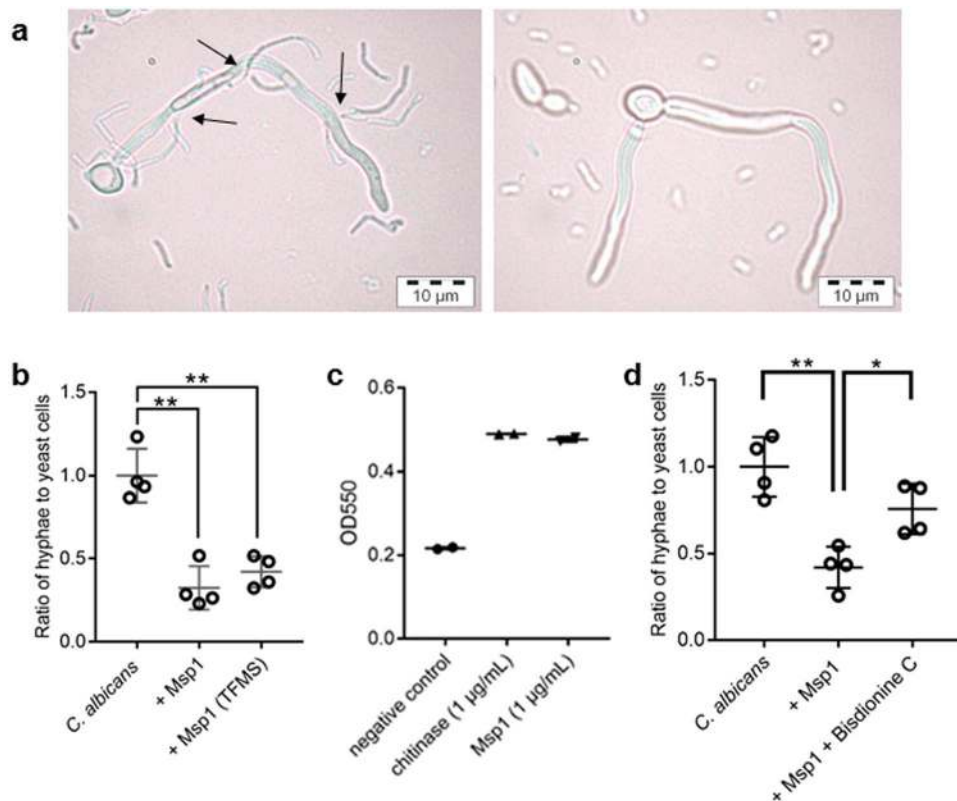 a
10 µm
10 µm
b
Ratio of hyphae to yeast cells
1.5
1.0
0.5
0.0
**
**
C. albicans
+ Msp1
+ Msp1 (TFMS)
c
OD550
0.6
0.4
0.2
0.0
negative control
chitinase (1 µg/mL)
Msp1 (1 µg/mL)
d
Ratio of hyphae to yeast cells
1.5
1.0
0.5
0.0
**
*
C. albicans
+ Msp1
+ Msp1 + Bisdionine C